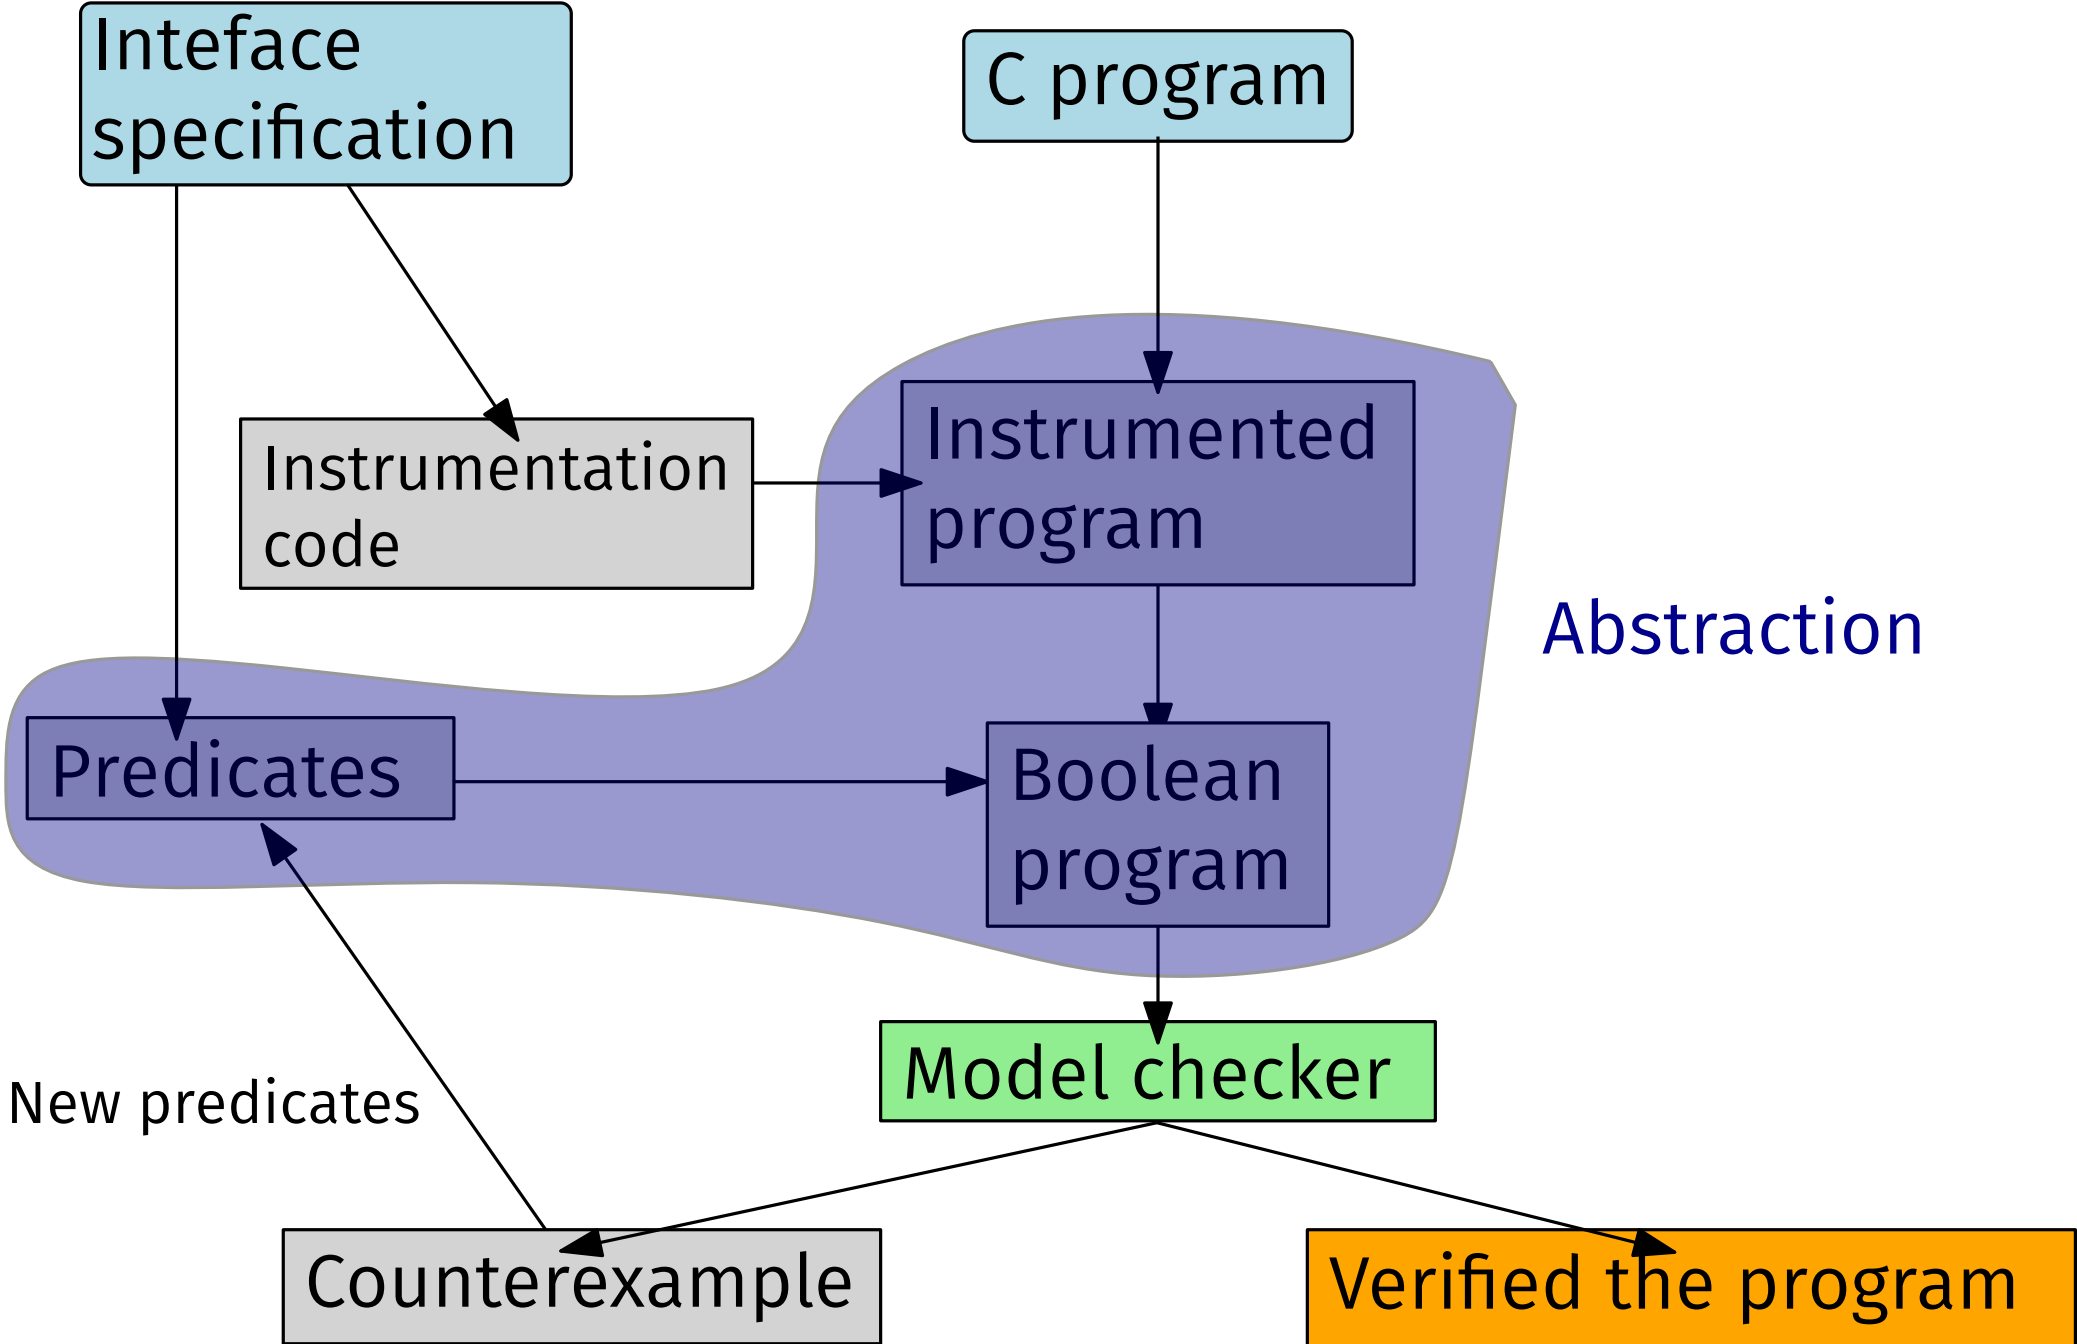 Inteface
specification
C program
Instrumented
program
Instrumentation
code
Abstraction
Predicates
Boolean
program
Model checker
New predicates
Counterexample
Verified the program